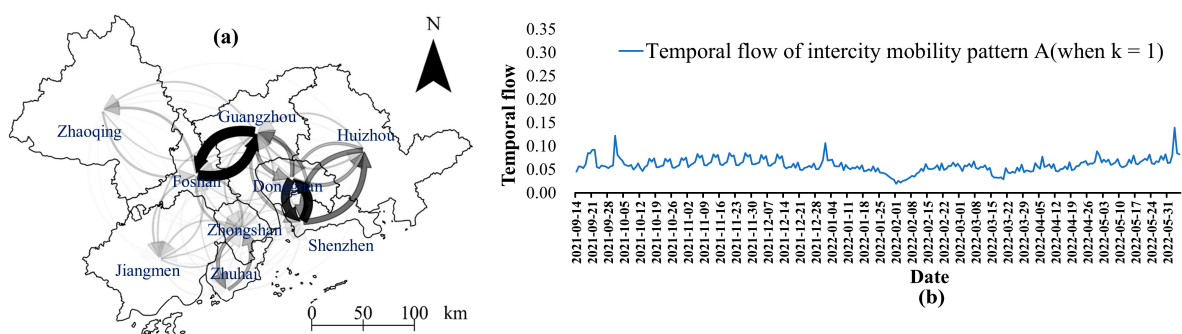 (a)
N
Zhaoqing
Guangzhou
Huizhou
Foshan
Dongguan
Zhongshan
Shenzhen
Jiangmen
Zhuhai
0 50 100 km
0.35
0.30
0.25
0.20
0.15
0.10
0.05
0.00
Temporal flow
Temporal flow of intercity mobility pattern A(when k = 1)
2021-09-14
2021-09-21
2021-09-28
2021-10-05
2021-10-12
2021-10-19
2021-10-26
2021-11-02
2021-11-09
2021-11-16
2021-11-23
2021-11-30
2021-12-07
2021-12-14
2021-12-21
2021-12-28
2022-01-04
2022-01-11
2022-01-18
2022-01-25
2022-02-01
2022-02-08
2022-02-15
2022-02-22
2022-03-01
2022-03-08
2022-03-15
2022-03-22
2022-03-29
2022-04-05
2022-04-12
2022-04-19
2022-04-26
2022-05-03
2022-05-10
2022-05-17
2022-05-24
2022-05-31
Date
(b)